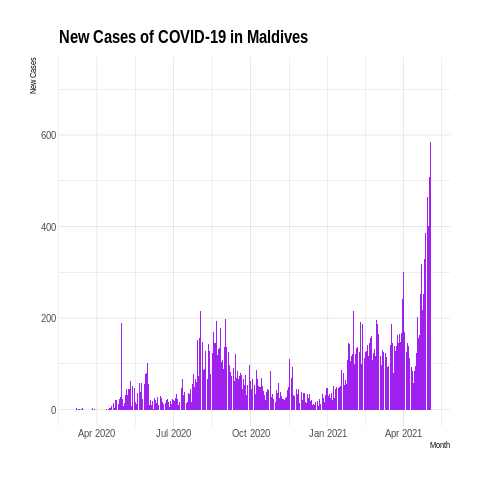 New Cases of COVID-19 in Maldives
New Cases
600
400
200
0
Apr 2020
Jul 2020
Oct 2020
Jan 2021
Apr 2021
Month